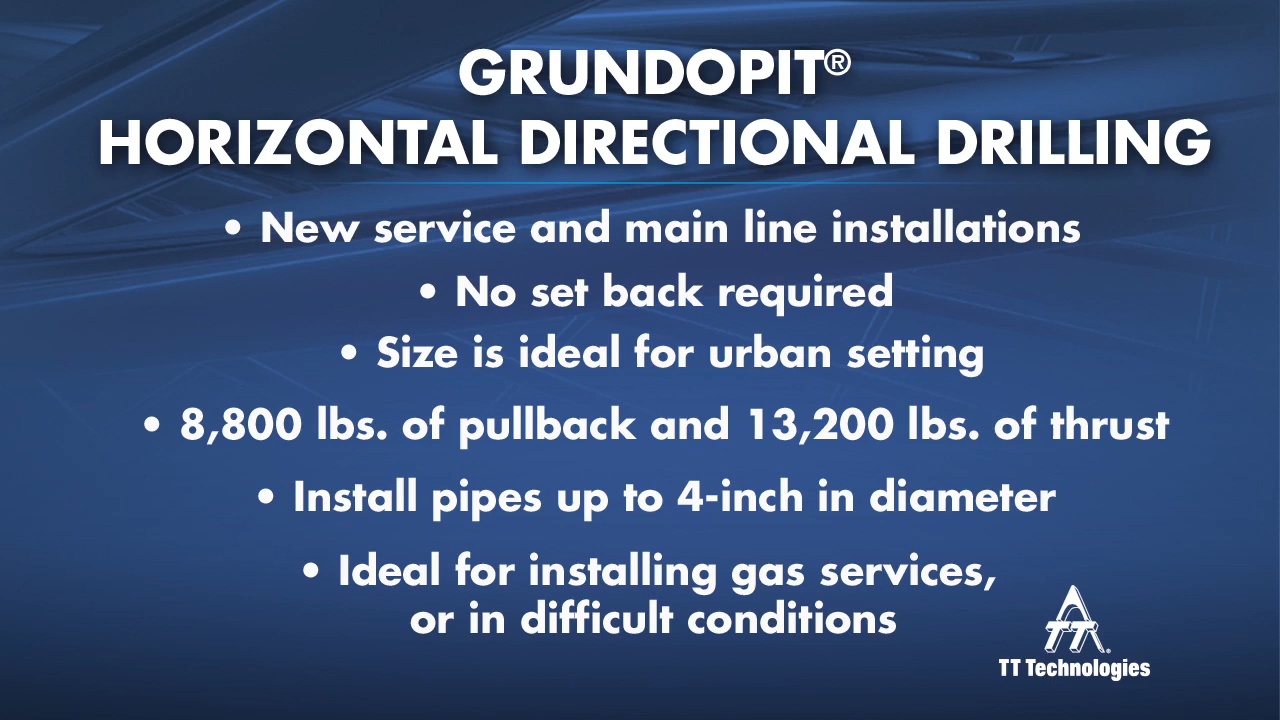 GRUNDOPIT®
HORIZONTAL DIRECTIONAL DRILLING
• New service and main line installations
• No set back required
• Size is ideal for urban setting
• 8,800 lbs. of pullback and 13,200 lbs. of thrust
• Install pipes up to 4-inch in diameter
• Ideal for installing gas services,
or in difficult conditions
TT®
TT Technologies